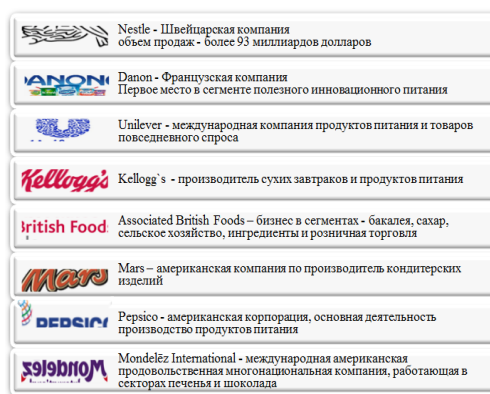 Nestle - Швейцарская компания
объем продаж - более 93 миллиардов долларов
DANONE
Danon - Французская компания
Первое место в сегменте полезного инновационного питания
Unilever - международная компания продуктов питания и товаров
повседневного спроса
Kellogg's
Kellogg`s - производитель сухих завтраков и продуктов питания
British Food
Associated British Foods – бизнес в сегментах - бакалея, сахар,
сельское хозяйство, ингредиенты и розничная торговля
Mars
Mars – американская компания по производитель кондитерских
изделий
PEPSICO
Pepsico - американская корпорация, основная деятельность
производство продуктов питания
Mondelez
Mondelēz International - международная американская
продовольственная многонациональная компания, работающая в
секторах печенья и шоколада